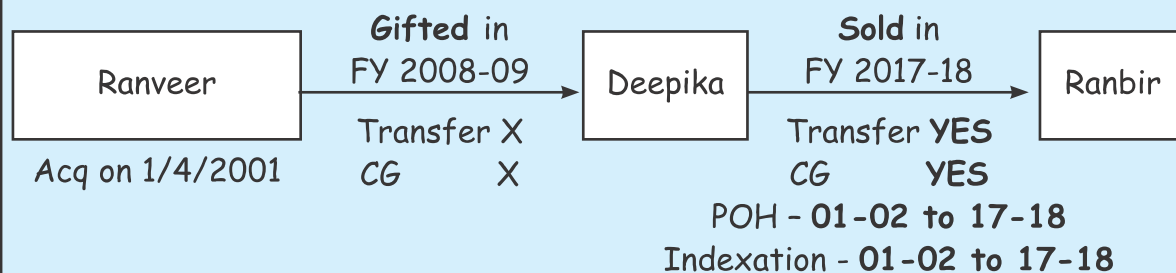 Ranveer
Acq on 1/4/2001
Gifted in
FY 2008-09
Transfer X
CG X
Deepika
Sold in
FY 2017-18
Transfer YES
CG YES
POH – 01-02 to 17-18
Indexation - 01-02 to 17-18
Ranbir